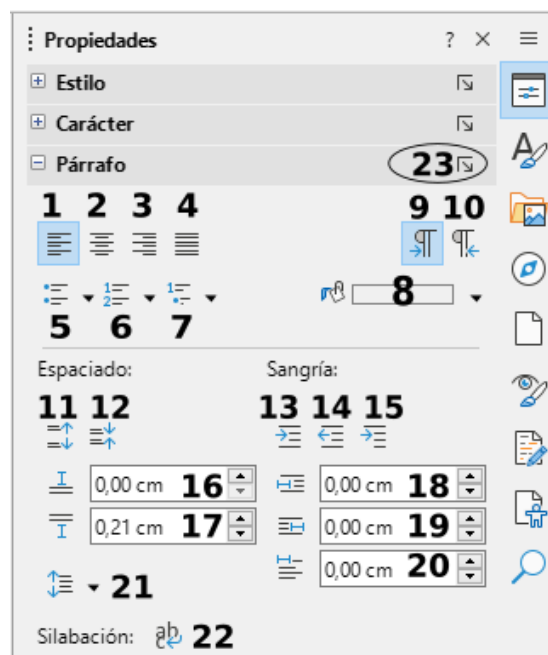 Propiedades ?
Estilo
Carácter
Párrafo 23
1 2 3 4 9 10
8
5 6 7
Espaciado: Sangría:
11 12 13 14 15
0,00 cm 16 0,00 cm 18
0,21 cm 17 0,00 cm 19
0,00 cm 20
21
Silabación: 22